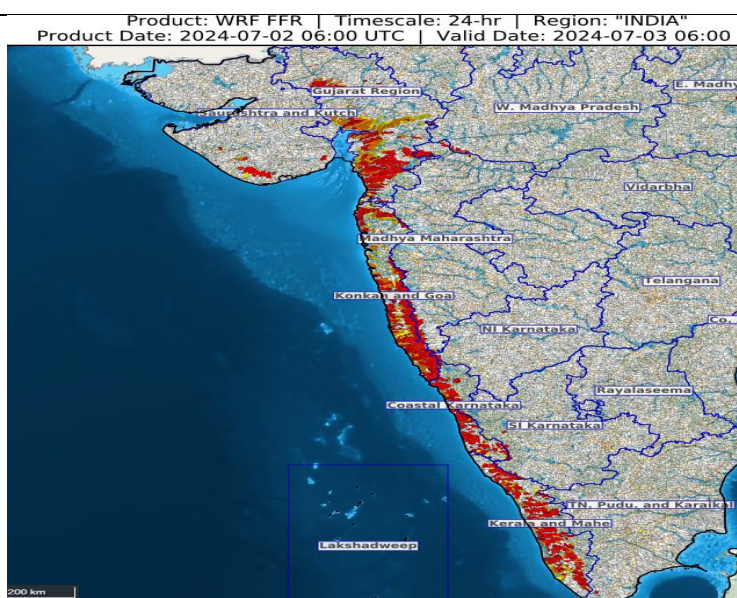 Product: WRF FFR | Timescale: 24-hr | Region: "INDIA"
Product Date: 2024-07-02 06:00 UTC | Valid Date: 2024-07-03 06:00
E. Madhy
Gujarat Region
W. Madhya Pradesh
Saurashtra and Kutch
Vidarbha
Madhya Maharashtra
Telangana
Konkan and Goa
Co.
NI Karnataka
Rayalaseema
Coastal Karnataka
SI Karnataka
TN. Pudu. and Karaikal
Kerala and Mahe
Lakshadweep
200 km